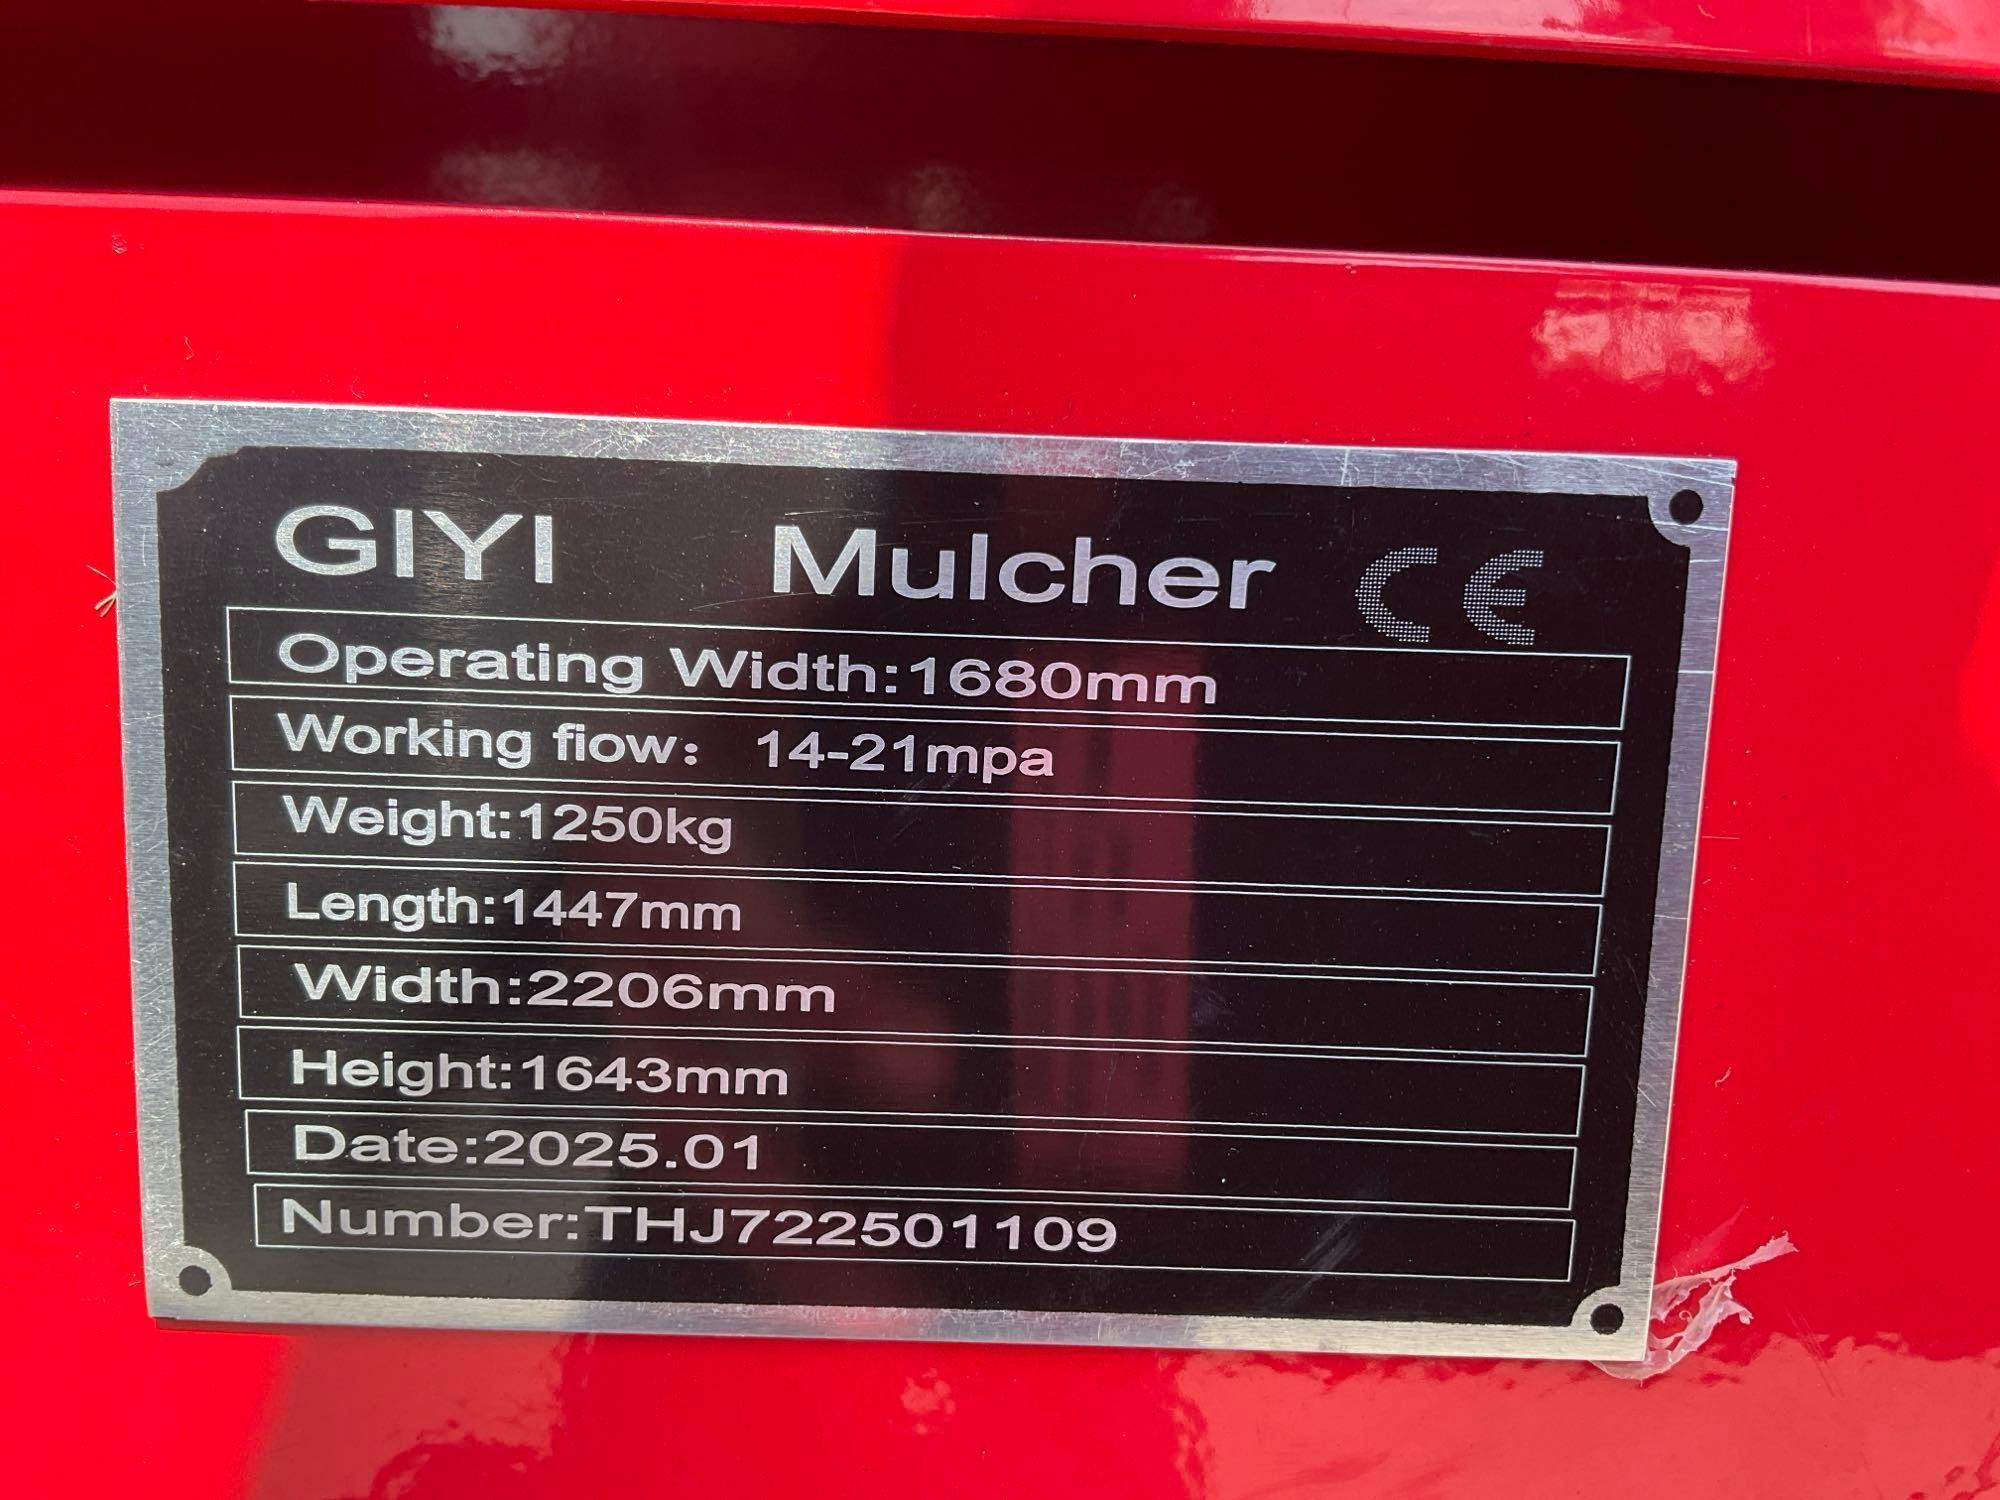 GIYI Mulcher CE
Operating Width:1680mm
Working fiow： 14-21mpa
Weight:1250kg
Length:1447mm
Width:2206mm
Height:1643mm
Date:2025.01
Number:THJ722501109